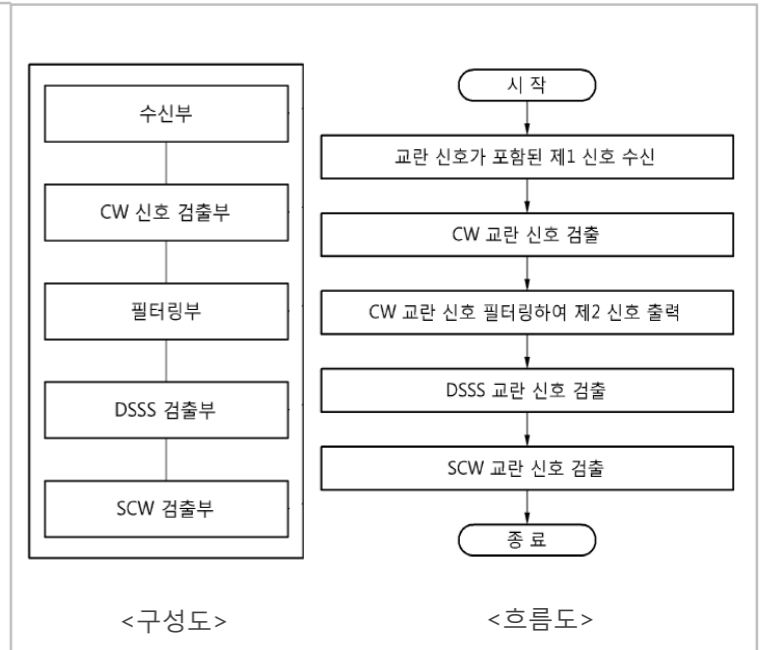 수신부
CW 신호 검출부
필터링부
DSSS 검출부
SCW 검출부
<구성도>
시 작
교란 신호가 포함된 제1 신호 수신
CW 교란 신호 검출
CW 교란 신호 필터링하여 제2 신호 출력
DSSS 교란 신호 검출
SCW 교란 신호 검출
종 료
<흐름도>